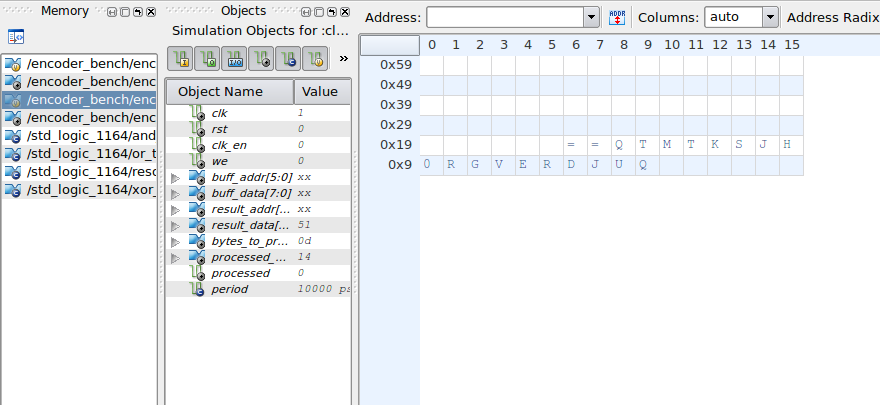 Memory
/encoder_bench/enc
/encoder_bench/enc
/encoder_bench/enc
/encoder_bench/enc
/std_logic_1164/and
/std_logic_1164/or_t
/std_logic_1164/reso
/std_logic_1164/xor_
Objects
Simulation Objects for :cl...
»
Object Name Value
clk 1
rst 0
clk_en 0
we 0
buff_addr[5:0] xx
buff_data[7:0] xx
result_addr[... xx
result_data[... 51
bytes_to_pr... 0d
processed_... 14
processed 0
period 10000 ps
Address: ADDR Columns: auto Address Radix
0 1 2 3 4 5 6 7 8 9 10 11 12 13 14 15
0x59
0x49
0x39
0x29
0x19 = = Q T M T K S J H
0x9 0 R G V E R D J U Q